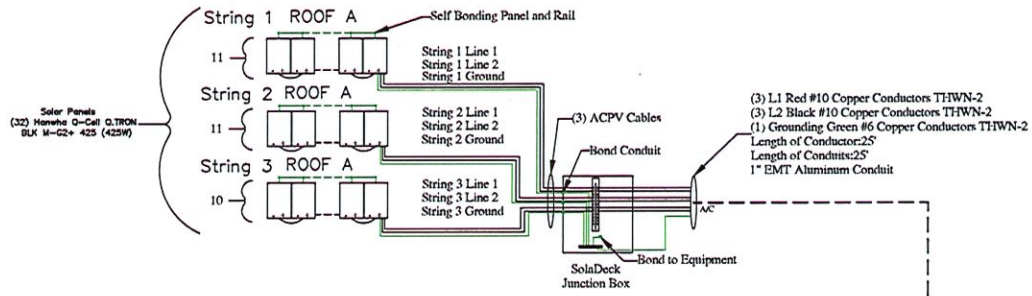 String 1 ROOF A
Self Bonding Panel and Rail
11
String 1 Line 1
String 1 Line 2
String 1 Ground
String 2 ROOF A
Solar Panels
(32) Hanwha Q-Cell Q.TRON
BLK M-G2+ 425 (425W)
11
String 2 Line 1
String 2 Line 2
String 2 Ground
(3) ACPV Cables
Bond Conduit
(3) L1 Red #10 Copper Conductors THWN-2
(3) L2 Black #10 Copper Conductors THWN-2
(1) Grounding Green #6 Copper Conductors THWN-2
Length of Conductor:25'
Length of Conduits:25'
1" EMT Aluminum Conduit
String 3 ROOF A
10
String 3 Line 1
String 3 Line 2
String 3 Ground
A/C
Bond to Equipment
SolaDeck
Junction Box